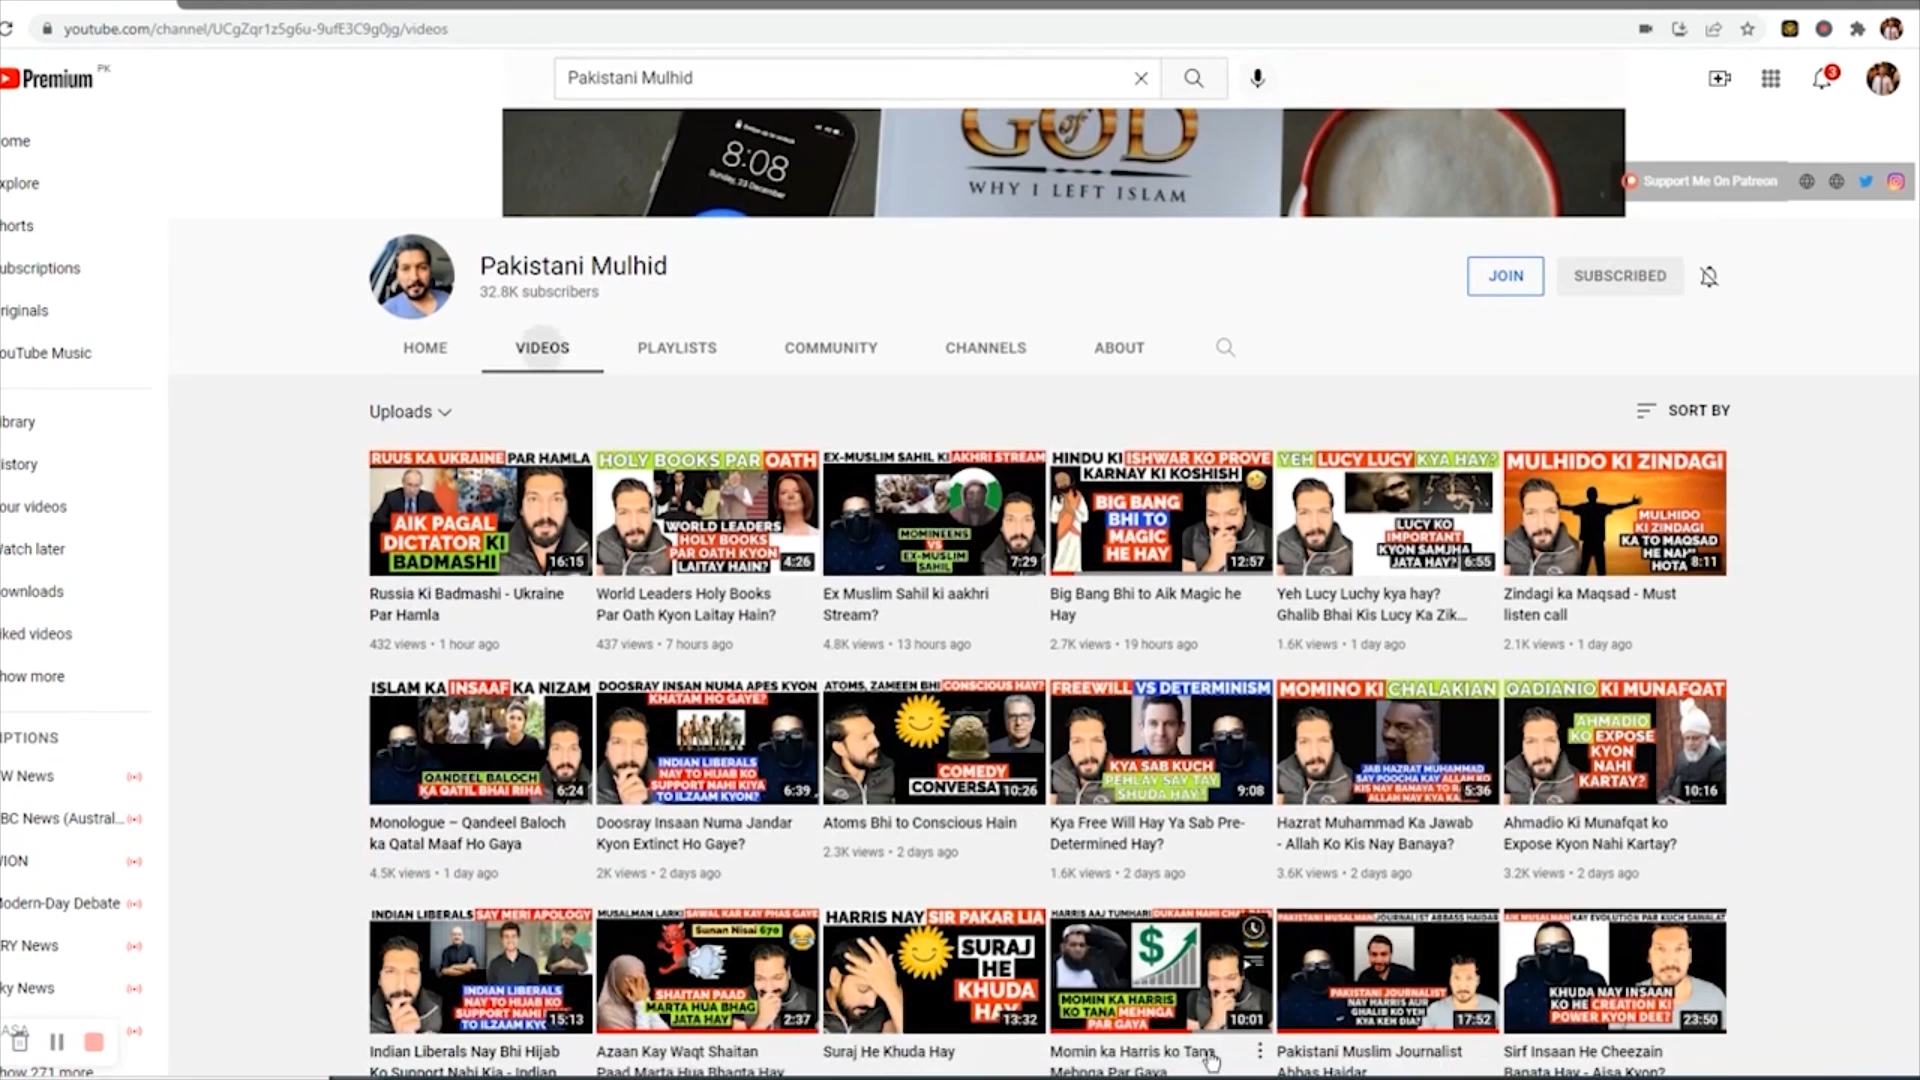 youtube.com/channel/UCgZqr1z5g6u-9ufE3C9g0jg/videos
Premium PK
Pakistani Mulhid
3
8:08
Sunday, 23 December
GOD
of
WHY I LEFT ISLAM
Support Me On Patreon
ome
xplore
horts
ubscriptions
riginals
ouTube Music
ibrary
istory
our videos
Vatch later
ownloads
iked videos
how more
IPTIONS
W News
BC News (Austral...
ION
Modern-Day Debate
RY News
ky News
how 271 more
Pakistani Mulhid
32.8K subscribers
JOIN
SUBSCRIBED
HOME
VIDEOS
PLAYLISTS
COMMUNITY
CHANNELS
ABOUT
Uploads
SORT BY
RUUS KA UKRAINE PAR HAMLA
AIK PAGAL
DICTATOR KI
BADMASHI
16:15
Russia Ki Badmashi - Ukraine
Par Hamla
432 views • 1 hour ago
HOLY BOOKS PAR OATH
WORLD LEADERS
HOLY BOOKS
PAR OATH KYON
LAITAY HAIN?
4:26
World Leaders Holy Books
Par Oath Kyon Laitay Hain?
437 views • 7 hours ago
EX-MUSLIM SAHIL KI AKHRI STREAM
MOMINEENS
VS
EX-MUSLIM
SAHIL
7:29
Ex Muslim Sahil ki aakhri
Stream?
4.8K views • 13 hours ago
HINDU KI ISHWAR KO PROVE
KARNAY KI KOSHISH
BIG BANG
BHI TO
MAGIC
HE HAY
12:57
Big Bang Bhi to Aik Magic he
Hay
2.7K views • 19 hours ago
YEH LUCY LUCY KYA HAY?
LUCY KO
IMPORTANT
KYON SAMJHA
JATA HAY?
6:55
Yeh Lucy Luchy kya hay?
Ghalib Bhai Kis Lucy Ka Zik...
1.6K views • 1 day ago
MULHIDO KI ZINDAGI
MULHIDO
KI ZINDAGI
KA TO MAQSAD
HE NAHI
HOTA
8:11
Zindagi ka Maqsad - Must
listen call
2.1K views • 1 day ago
ISLAM KA INSAAF KA NIZAM
QANDEEL BALOCH
KA QATIL BHAI RIHA
6:24
Monologue – Qandeel Baloch
ka Qatal Maaf Ho Gaya
4.5K views • 1 day ago
DOOSRAY INSAN NUMA APES KYON
KHATAM HO GAYE?
INDIAN LIBERALS
NAY TO HIJAB KO
SUPPORT NAHI KIYA
TO ILZAAM KYON?
6:39
Doosray Insaan Numa Jandar
Kyon Extinct Ho Gaye?
2K views • 2 days ago
ATOMS, ZAMEEN BHI CONSCIOUS HAY?
COMEDY
CONVERSAT
10:26
Atoms Bhi to Conscious Hain
2.3K views • 2 days ago
FREEWILL VS DETERMINISM
KYA SAB KUCH
PEHLAY SAY TAY
SHUDA HAY?
9:08
Kya Free Will Hay Ya Sab Pre-
Determined Hay?
1.6K views • 2 days ago
MOMINO KI CHALAKIAN
JAB HAZRAT MUHAMMAD
SAY POOCHA KAY ALLAH KO
KIS NAY BANAYA TO
ALLAH NAY KYA
5:36
Hazrat Muhammad Ka Jawab
- Allah Ko Kis Nay Banaya?
3.6K views • 2 days ago
QADIANIO KI MUNAFQAT
AHMADIO
KO EXPOSE
KYON
NAHI
KARTAY?
10:16
Ahmadio Ki Munafqat ko
Expose Kyon Nahi Kartay?
3.2K views • 2 days ago
INDIAN LIBERALS SAY MERI APOLOGY
INDIAN LIBERALS
NAY TO HIJAB KO
SUPPORT NAHI
TO ILZAAM KYO
15:13
Indian Liberals Nay Bhi Hijab
Ko Support Nahi Kia - Indian
MUSALMAN LARKI SAWAL KAR KAY PHAS GAYE
Sunan Nisai 670
SHAITAN PAAD
MARTA HUA BHAG
JATA HAY
2:37
Azaan Kay Waqt Shaitan
Paad Marta Hua Bhagta Hay
HARRIS NAY SIR PAKAR LIA
SURAJ
HE
KHUDA
HAY
13:32
Suraj He Khuda Hay
HARRIS AAJ TUMHARI DUKAAN NAHI
$
MOMIN KA HARRIS
KO TANA MEHNGA
PAR GAYA
10:01
Momin ka Harris ko Tana
Mehnga Par Gaya
PAKISTANI MUSALMAN JOURNALIST ABBASS HAIDAR
PAKISTANI JOURNALIST
NAY HARRIS AUR
GHALIB KO YEH
KYA KEH DIA?
17:52
Pakistani Muslim Journalist
Abbas Haidar
AIK MUSALMAN KAY EVOLUTION PAR KUCH SAWALAT
KHUDA NAY INSAAN
KO HE CREATION KI
POWER KYON DEE?
23:50
Sirf Insaan He Cheezain
Banata Hay - Aisa Kyon?